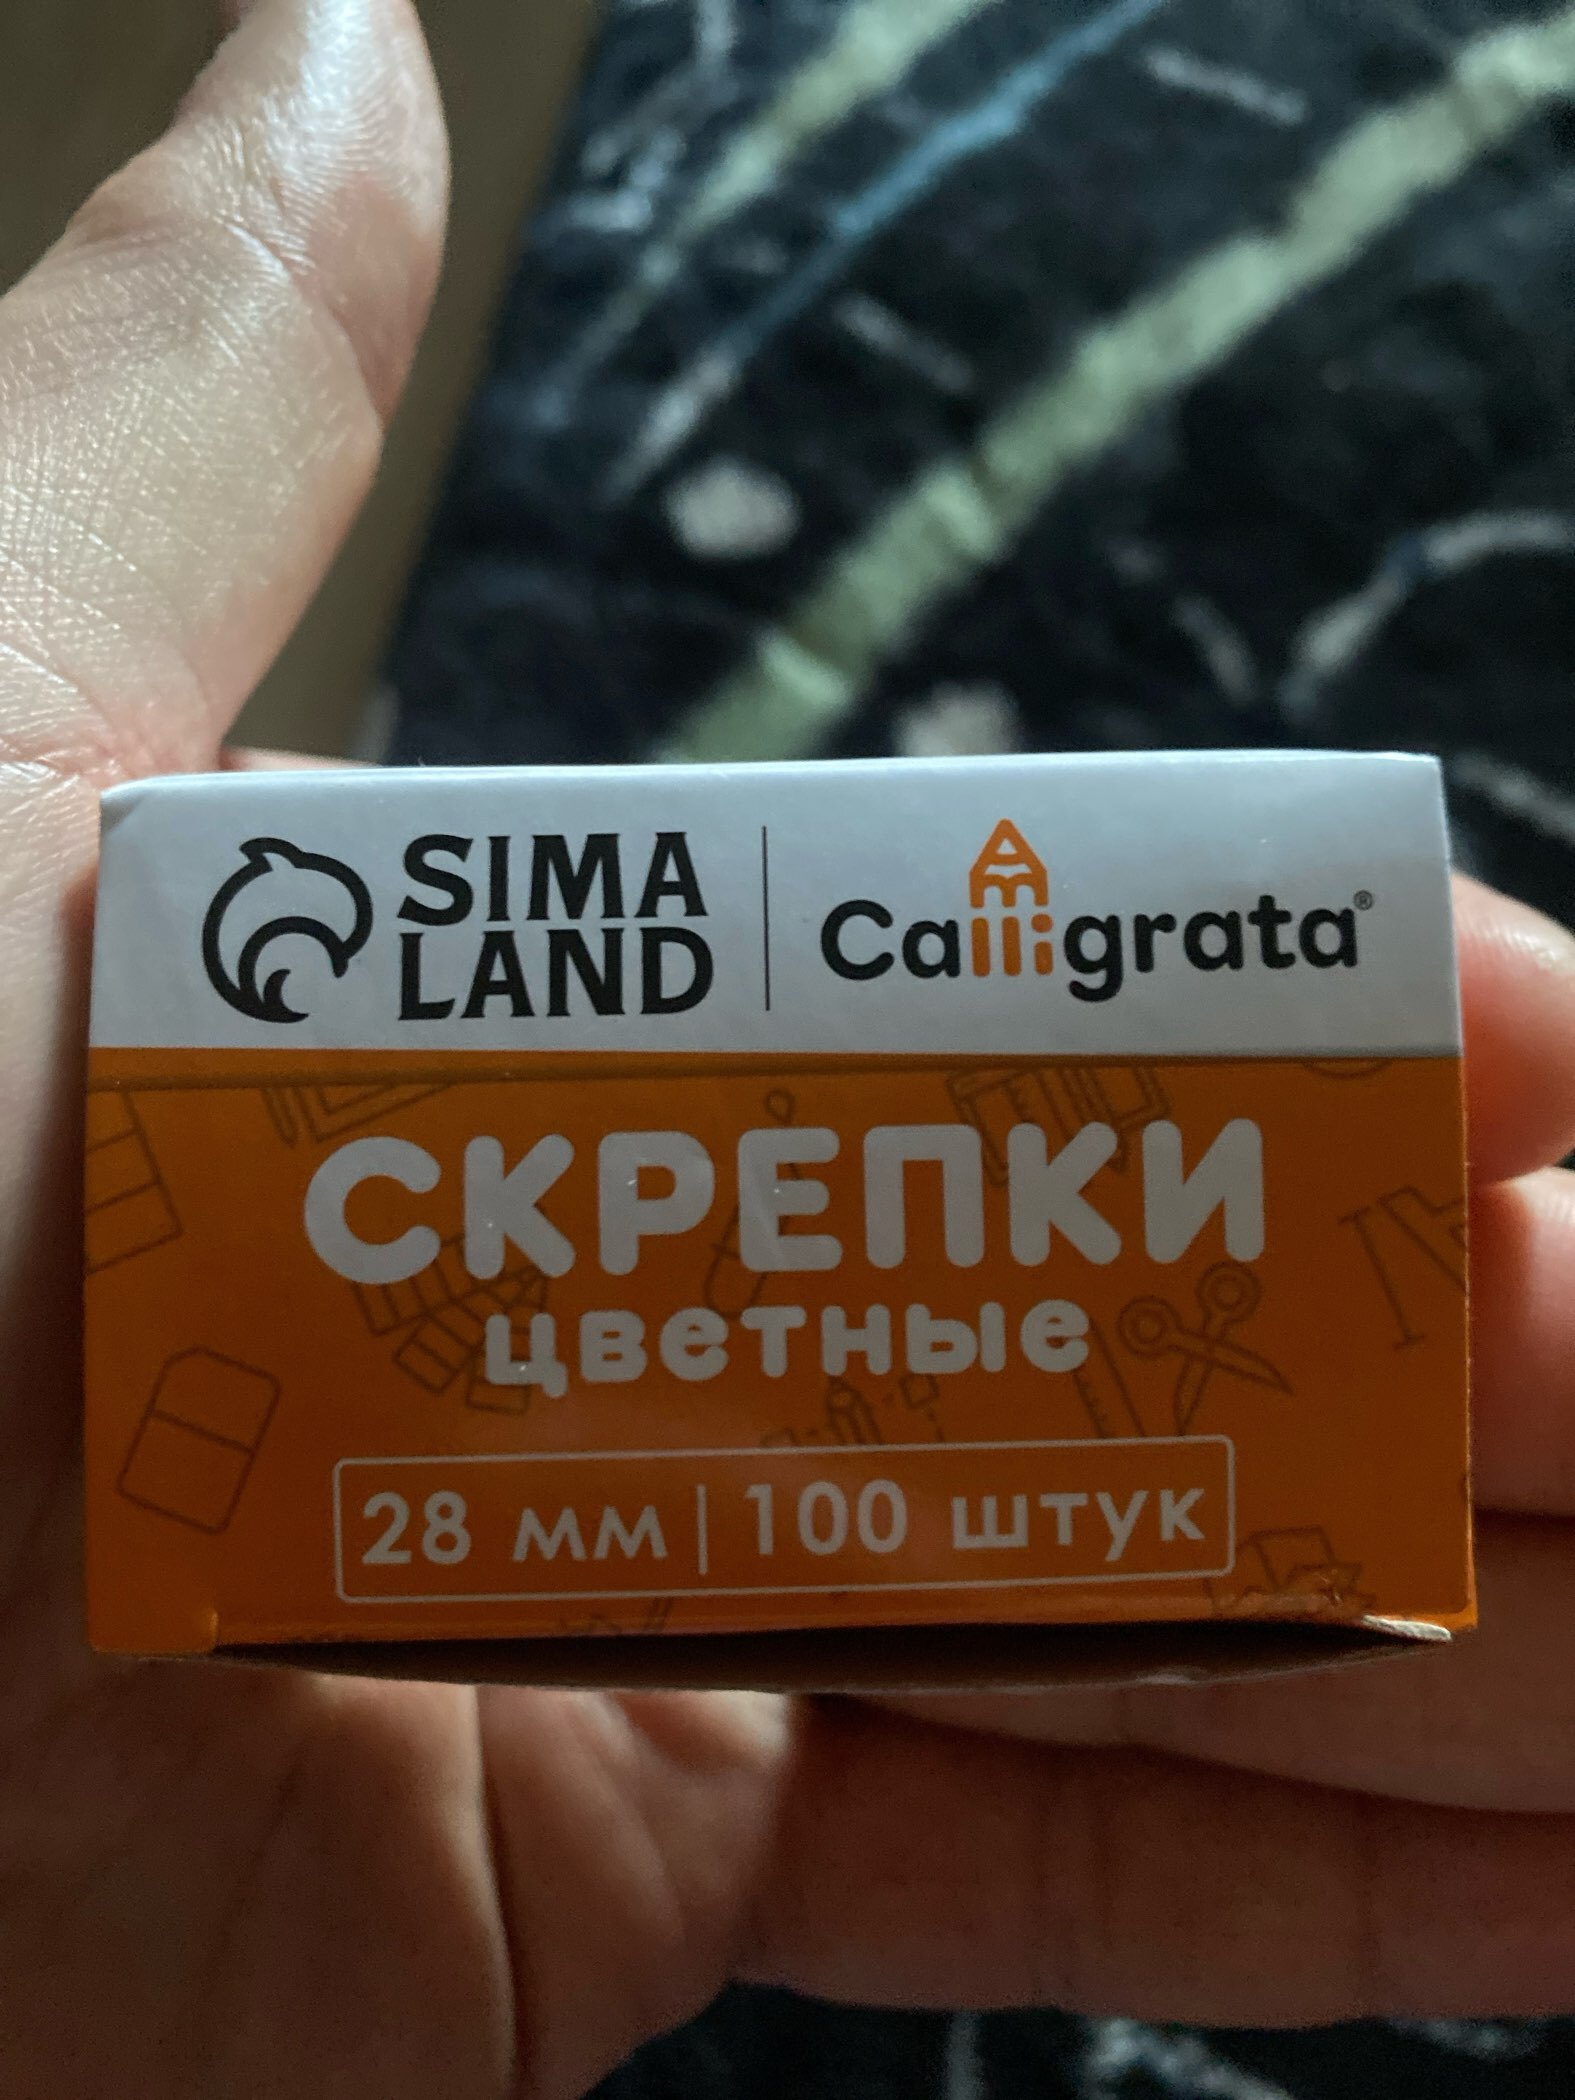 SIMA
LAND
Calligrata®
СКРЕПКИ
цветные
28 мм | 100 штук